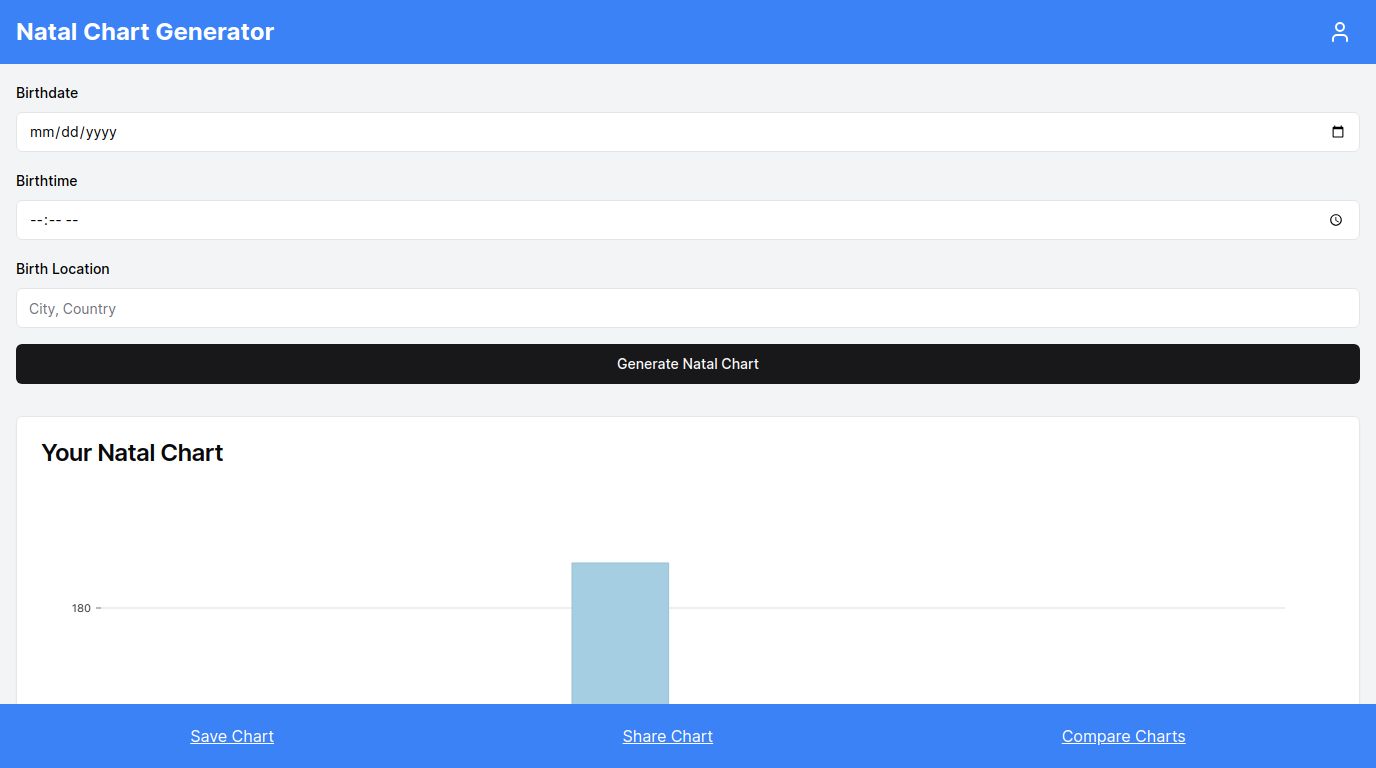 Natal Chart Generator
Birthdate
mm/dd/yyyy
Birthtime
--:-- --
Birth Location
City, Country
Generate Natal Chart
Your Natal Chart
180
Save Chart
Share Chart
Compare Charts